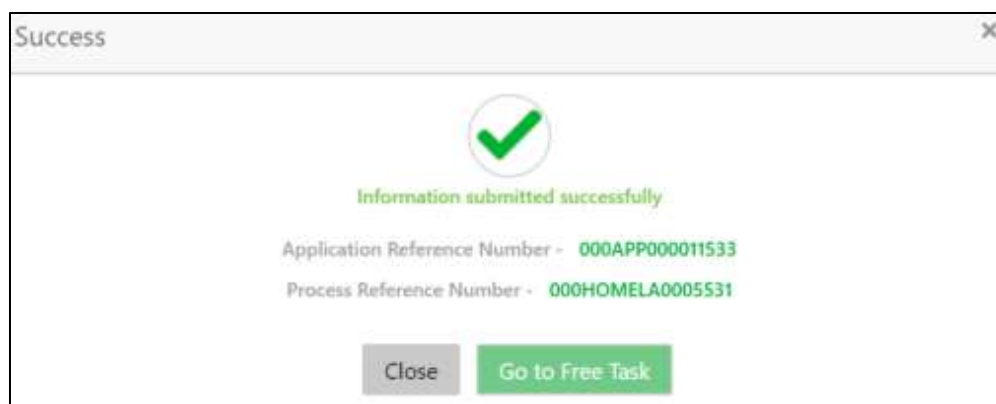 Success
Information submitted successfully
Application Reference Number - 000APP000011533
Process Reference Number - 000HOMELA0005531
Close
Go to Free Task